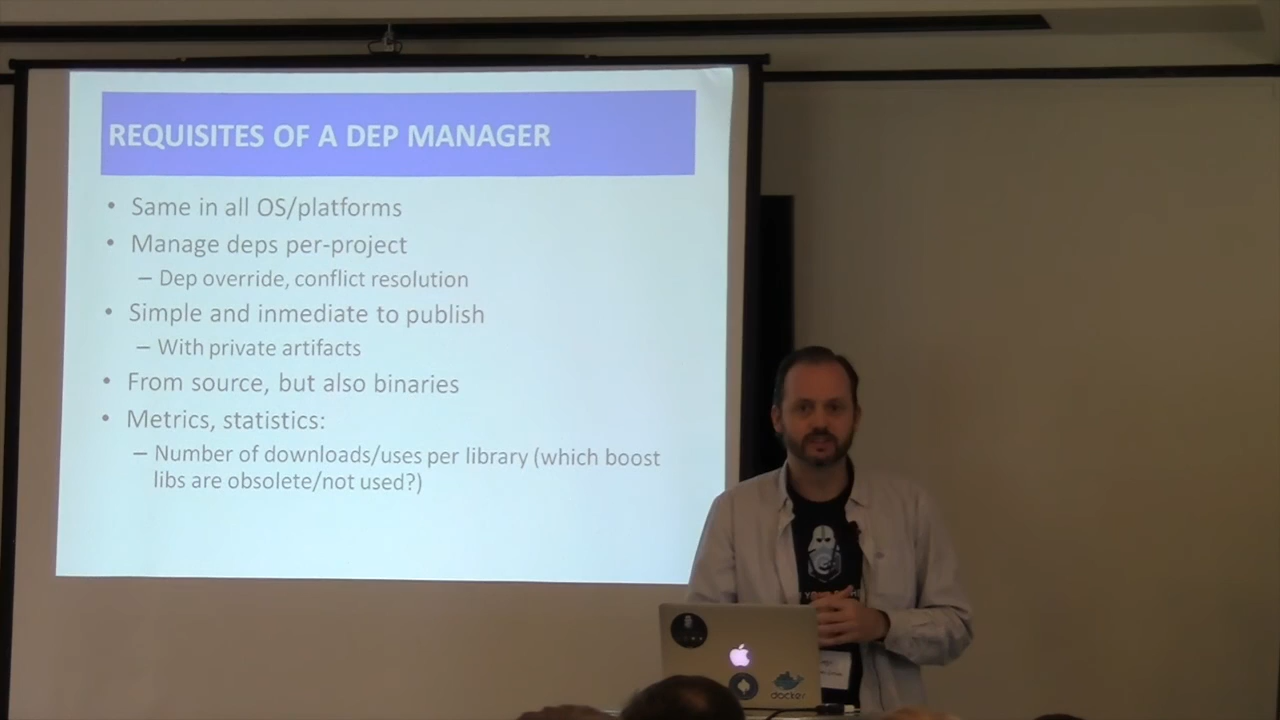 REQUISITES OF A DEP MANAGER
• Same in all OS/platforms
• Manage deps per-project
– Dep override, conflict resolution
• Simple and inmediate to publish
– With private artifacts
• From source, but also binaries
• Metrics, statistics:
– Number of downloads/uses per library (which boost
libs are obsolete/not used?)
docker